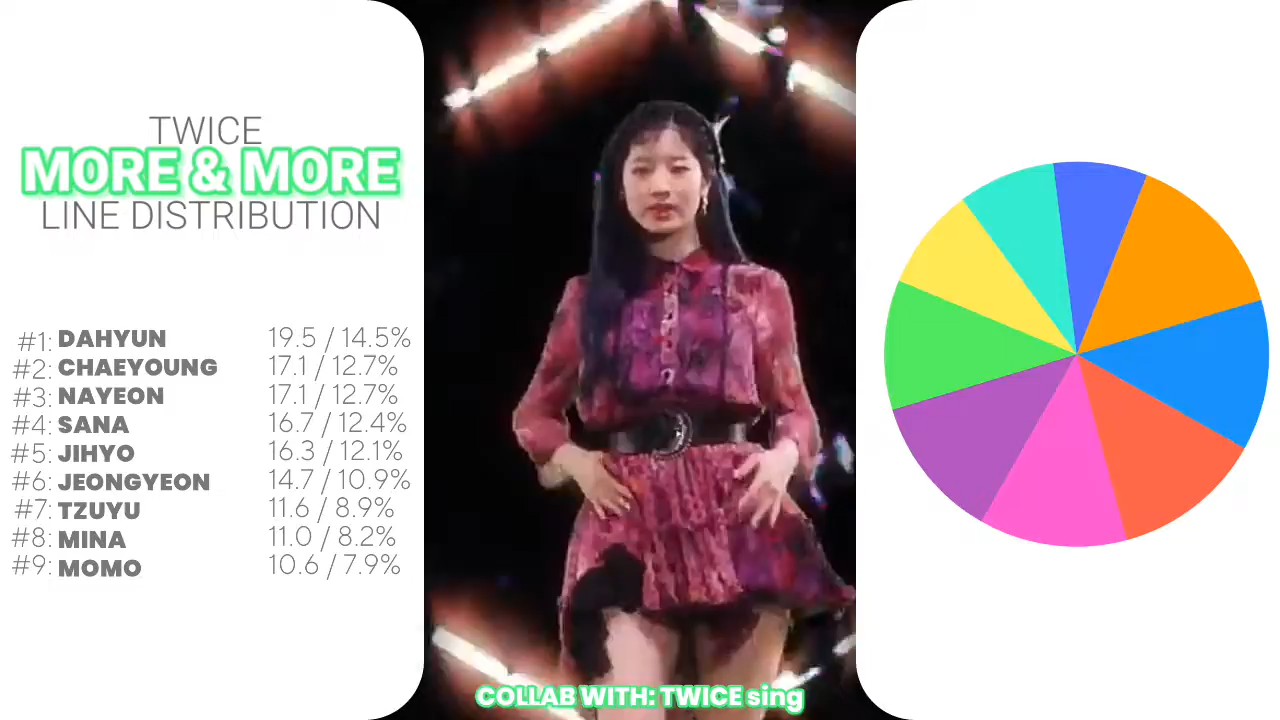 TWICE
MORE & MORE
LINE DISTRIBUTION
#1: DAHYUN 19.5 / 14.5%
#2: CHAEYOUNG 17.1 / 12.7%
#3: NAYEON 17.1 / 12.7%
#4: SANA 16.7 / 12.4%
#5: JIHYO 16.3 / 12.1%
#6: JEONGYEON 14.7 / 10.9%
#7: TZUYU 11.6 / 8.9%
#8: MINA 11.0 / 8.2%
#9: MOMO 10.6 / 7.9%
COLLAB WITH: TWICE sing